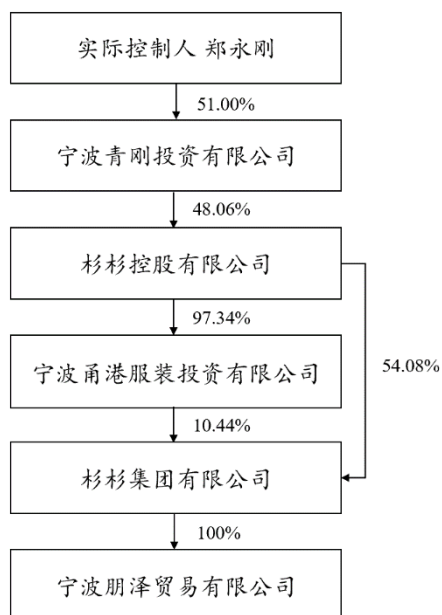 实际控制人 郑永刚
51.00%
宁波青刚投资有限公司
48.06%
杉杉控股有限公司
97.34%
54.08%
宁波甬港服装投资有限公司
10.44%
杉杉集团有限公司
100%
宁波朋泽贸易有限公司